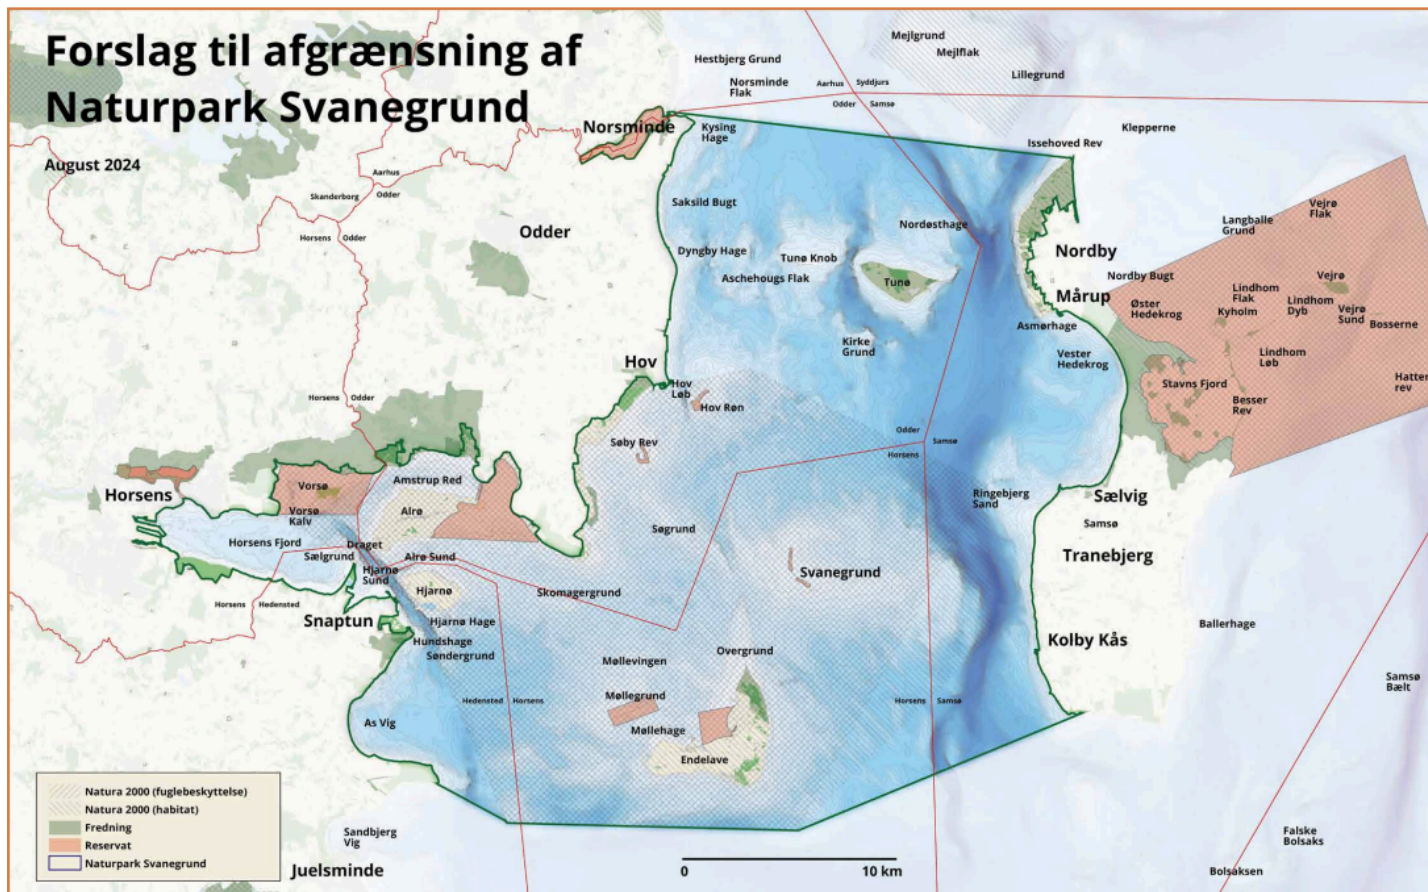 Forslag til afgrænsning af
Naturpark Svanegrund
August 2024
Mejlgrund
Mejlflak
Lillegrund
Hestbjerg Grund
Norsminde
Flak
Aarhus
Syddjurs
Odder
Samsø
Norsminde
Kysing
Hage
Klepperne
Issehoved Rev
Aarhus
Skanderborg
Odder
Horsens
Odder
Odder
Saksild Bugt
Nordøsthage
Nordby
Langballe
Grund
Vejrø
Flak
Dyngby Hage
Tunø Knob
Aschehougs Flak
Tunø
Nordby Bugt
Vejrø
Mårup
Øster
Hedekrog
Lindhom
Flak
Kyholm
Lindhom
Dyb
Vejrø
Sund
Bosserne
Asmørhage
Kirke
Grund
Vester
Hedekrog
Lindhom
Løb
Hov
Hov
Løb
Hov Røn
Stavns Fjord
Besser
Rev
Hatter
rev
Horsens
Odder
Søby Rev
Odder
Samsø
Horsens
Amstrup Red
Vorsø
Horsens
Vorsø
Kalv
Alrø
Ringebjerg
Sand
Sælvig
Samsø
Søgrund
Horsens Fjord
Draget
Sælgrund
Alrø Sund
Tranebjerg
Hjarnø
Sund
Svanegrund
Hjarnø
Skomagergrund
Horsens
Hedensted
Snaptun
Hjarnø Hage
Hundshage
Søndergrund
Ballerhage
Kolby Kås
Overgrund
Møllevingen
Samsø
Bælt
Møllegrund
Hedensted
Horsens
Horsens
Samsø
As Vig
Møllehage
Endelave
Natura 2000 (fuglebeskyttelse)
Natura 2000 (habitat)
Fredning
Reservat
Naturpark Svanegrund
Sandbjerg
Vig
Juelsminde
0
10 km
Falske
Bolsaks
Bolsaksen